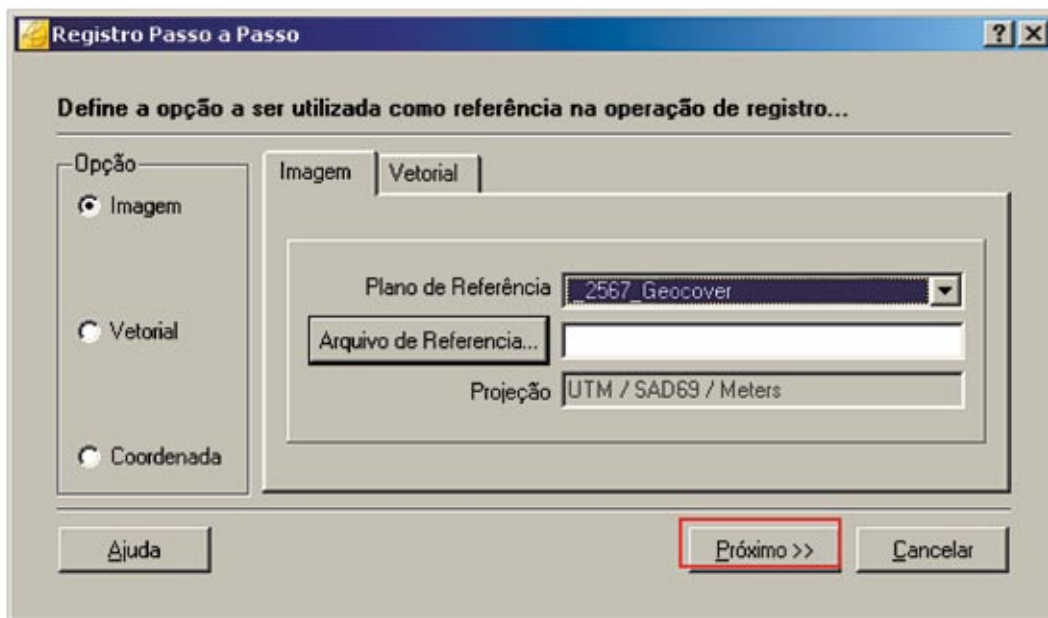 Registro Passo a Passo
Define a opção a ser utilizada como referência na operação de registro...
Opção
Imagem
Vetorial
Coordenada
Imagem
Vetorial
Plano de Referência
_2567_Geocover
Arquivo de Referencia...
Projeção
UTM / SAD69 / Meters
Ajuda
Próximo >>
Cancelar